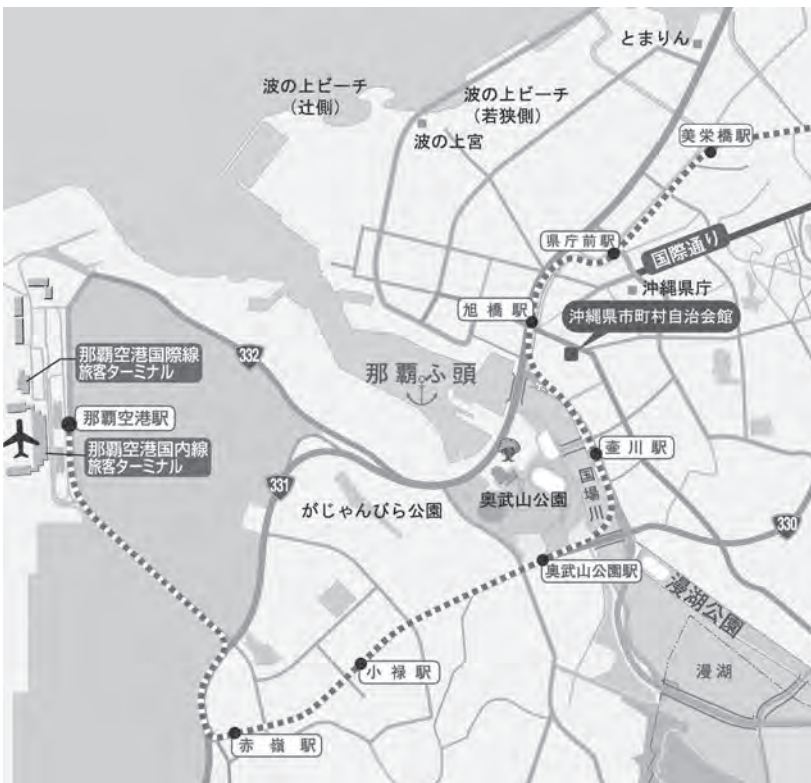 とまりん
波の上ビーチ
（辻側）
波の上ビーチ
（若狭側）
波の上宮
美栄橋駅
県庁前駅
国際通り
沖縄県庁
旭橋駅
沖縄県市町村自治会館
那覇空港国際線
旅客ターミナル
332
那覇ふ頭
那覇空港駅
那覇空港国内線
旅客ターミナル
壷川駅
331
がじゃんびら公園
奥武山公園
国場川
330
奥武山公園駅
漫湖公園
小禄駅
漫湖
赤嶺駅